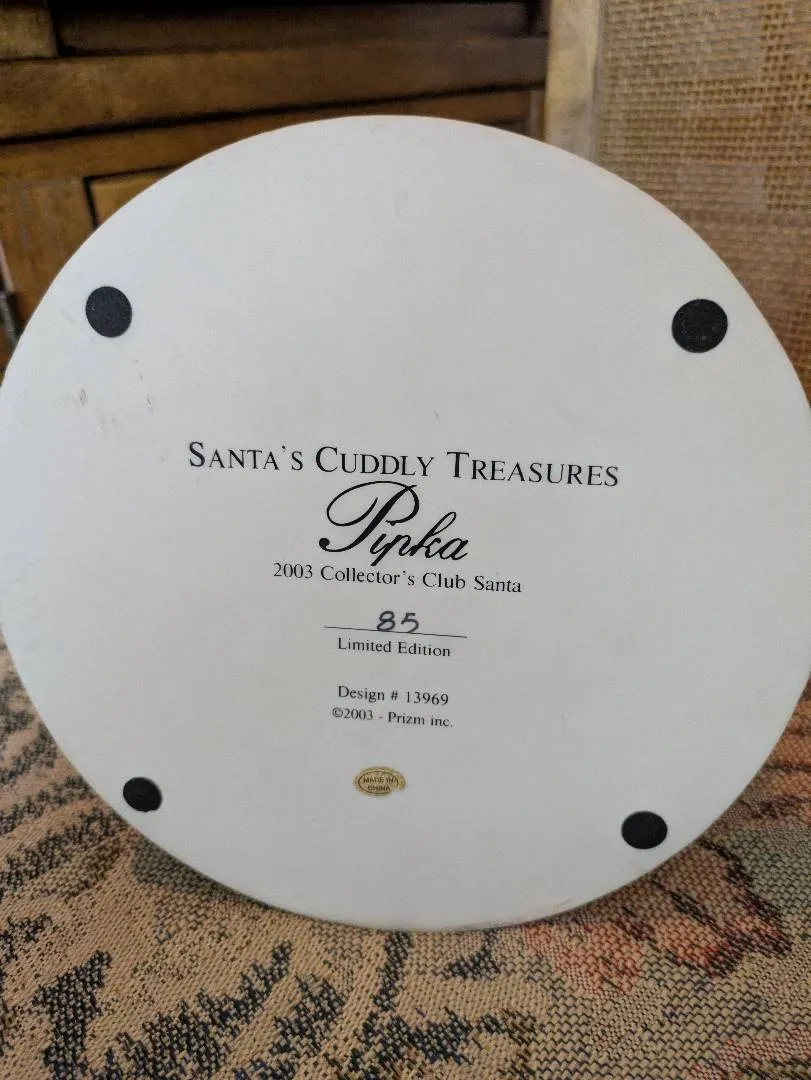 SANTA'S CUDDLY TREASURES
Pipka
2003 Collector's Club Santa
85
Limited Edition
Design # 13969
©2003 - Prizm inc.
MADE IN
CHINA